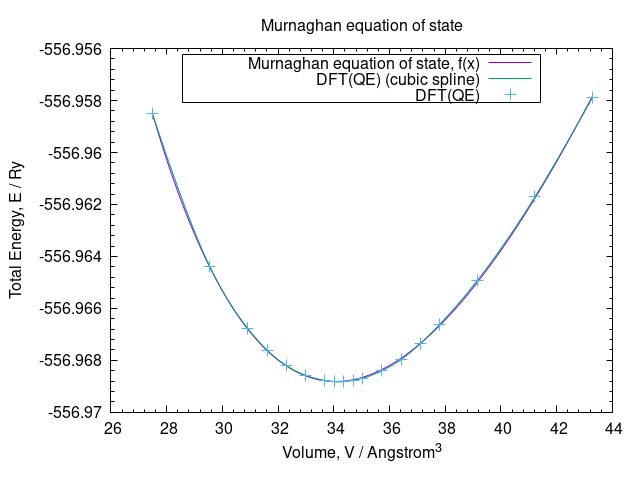 Murnaghan equation of state
-556.956
Murnaghan equation of state, f(x)
DFT(QE) (cubic spline)
DFT(QE)
-556.958
-556.96
-556.962
-556.964
-556.966
-556.968
-556.97
Total Energy, E / Ry
26 28 30 32 34 36 38 40 42 44
Volume, V / Angstrom³